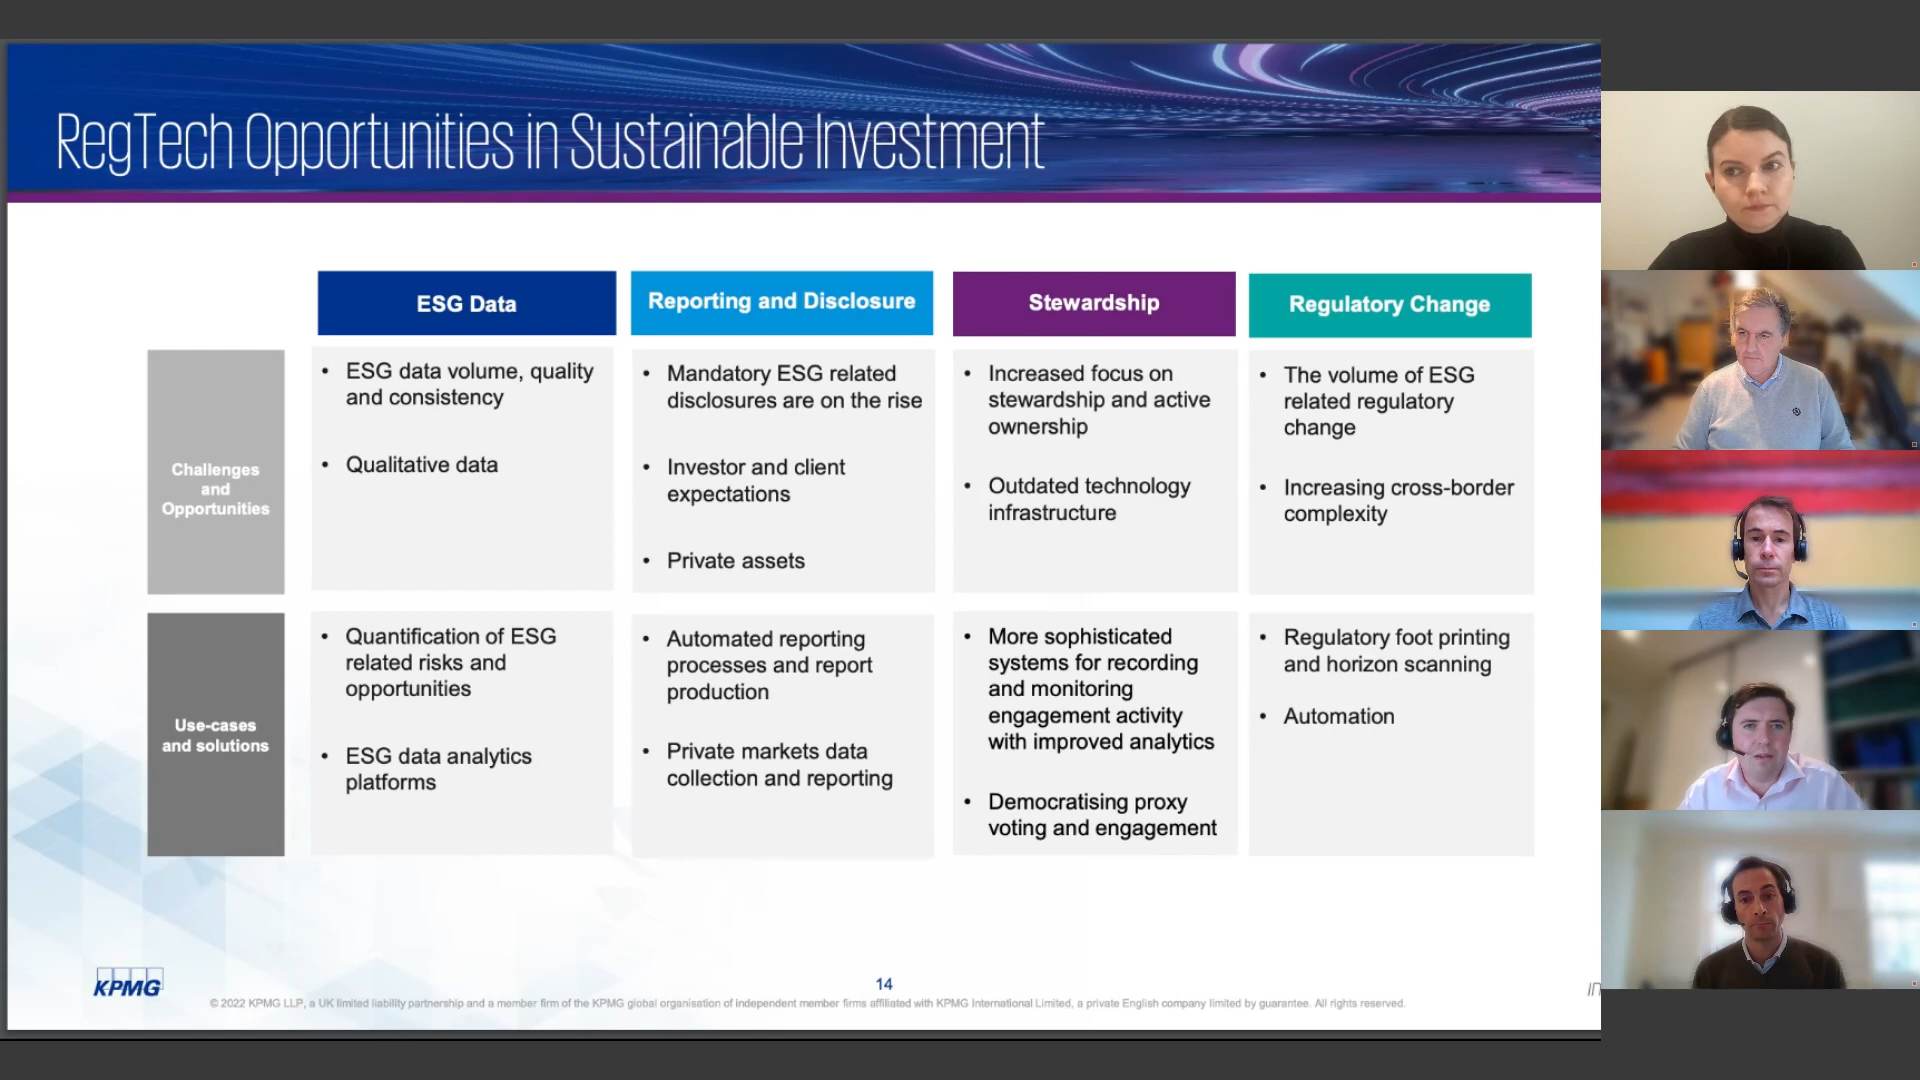 RegTech Opportunities in Sustainable Investment
ESG Data
Reporting and Disclosure
Stewardship
Regulatory Change
Challenges
and
Opportunities
• ESG data volume, quality
and consistency
• Qualitative data
• Mandatory ESG related
disclosures are on the rise
• Investor and client
expectations
• Private assets
• Increased focus on
stewardship and active
ownership
• Outdated technology
infrastructure
• The volume of ESG
related regulatory
change
• Increasing cross-border
complexity
Use-cases
and solutions
• Quantification of ESG
related risks and
opportunities
• ESG data analytics
platforms
• Automated reporting
processes and report
production
• Private markets data
collection and reporting
• More sophisticated
systems for recording
and monitoring
engagement activity
with improved analytics
• Democratising proxy
voting and engagement
• Regulatory foot printing
and horizon scanning
• Automation
KPMG
14
© 2022 KPMG LLP, a UK limited liability partnership and a member firm of the KPMG global organisation of independent member firms affiliated with KPMG International Limited, a private English company limited by guarantee. All rights reserved.